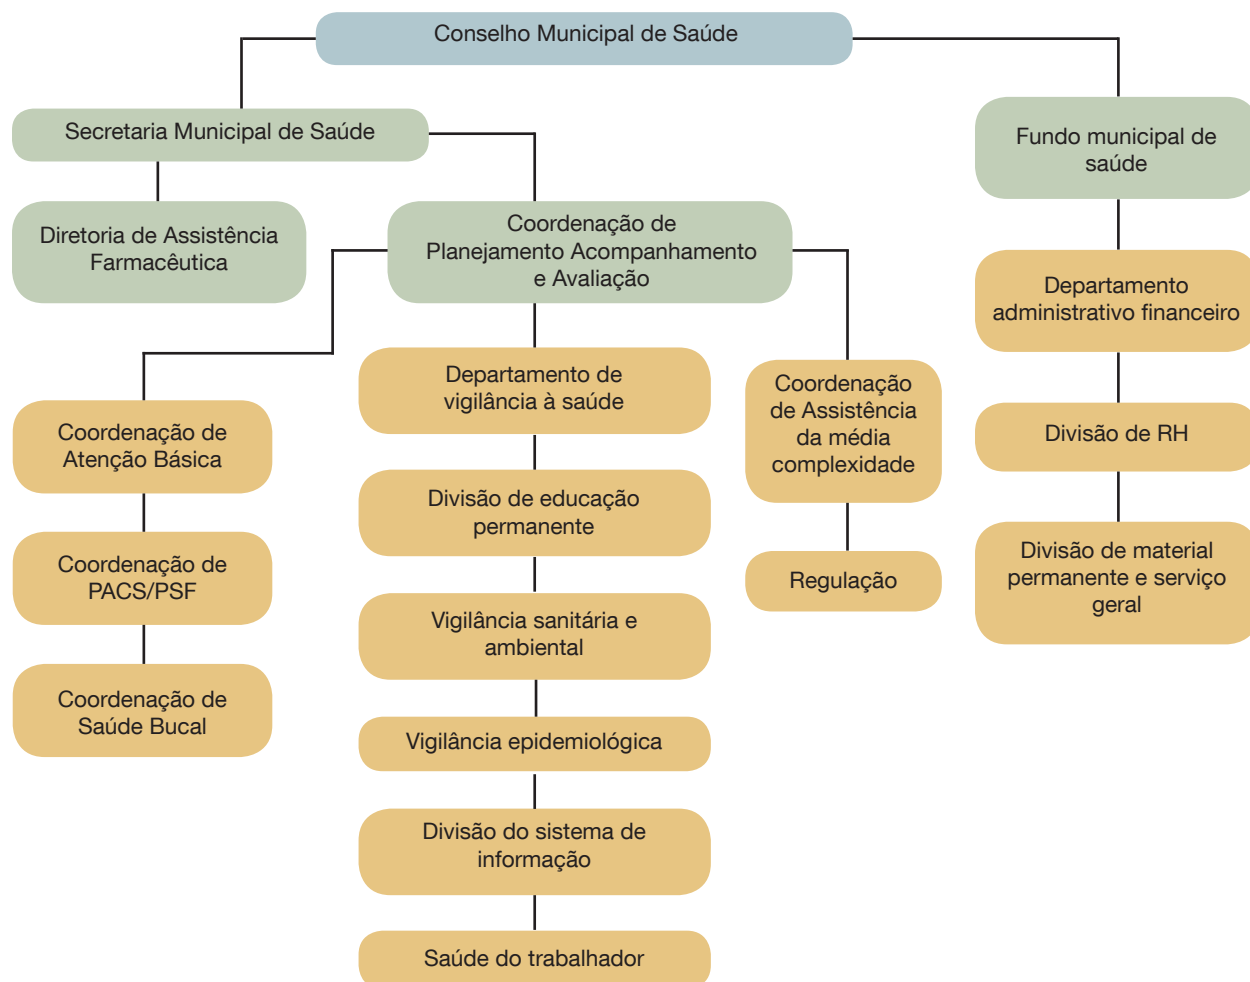 Conselho Municipal de Saúde
Secretaria Municipal de Saúde
Fundo municipal de
saúde
Diretoria de Assistência
Farmacêutica
Coordenação de
Planejamento Acompanhamento
e Avaliação
Departamento
administrativo financeiro
Departamento de
vigilância à saúde
Coordenação
de Assistência
da média
complexidade
Coordenação de
Atenção Básica
Divisão de RH
Divisão de educação
permanente
Coordenação de
PACS/PSF
Regulação
Divisão de material
permanente e serviço
geral
Vigilância sanitária e
ambiental
Coordenação de
Saúde Bucal
Vigilância epidemiológica
Divisão do sistema de
informação
Saúde do trabalhador